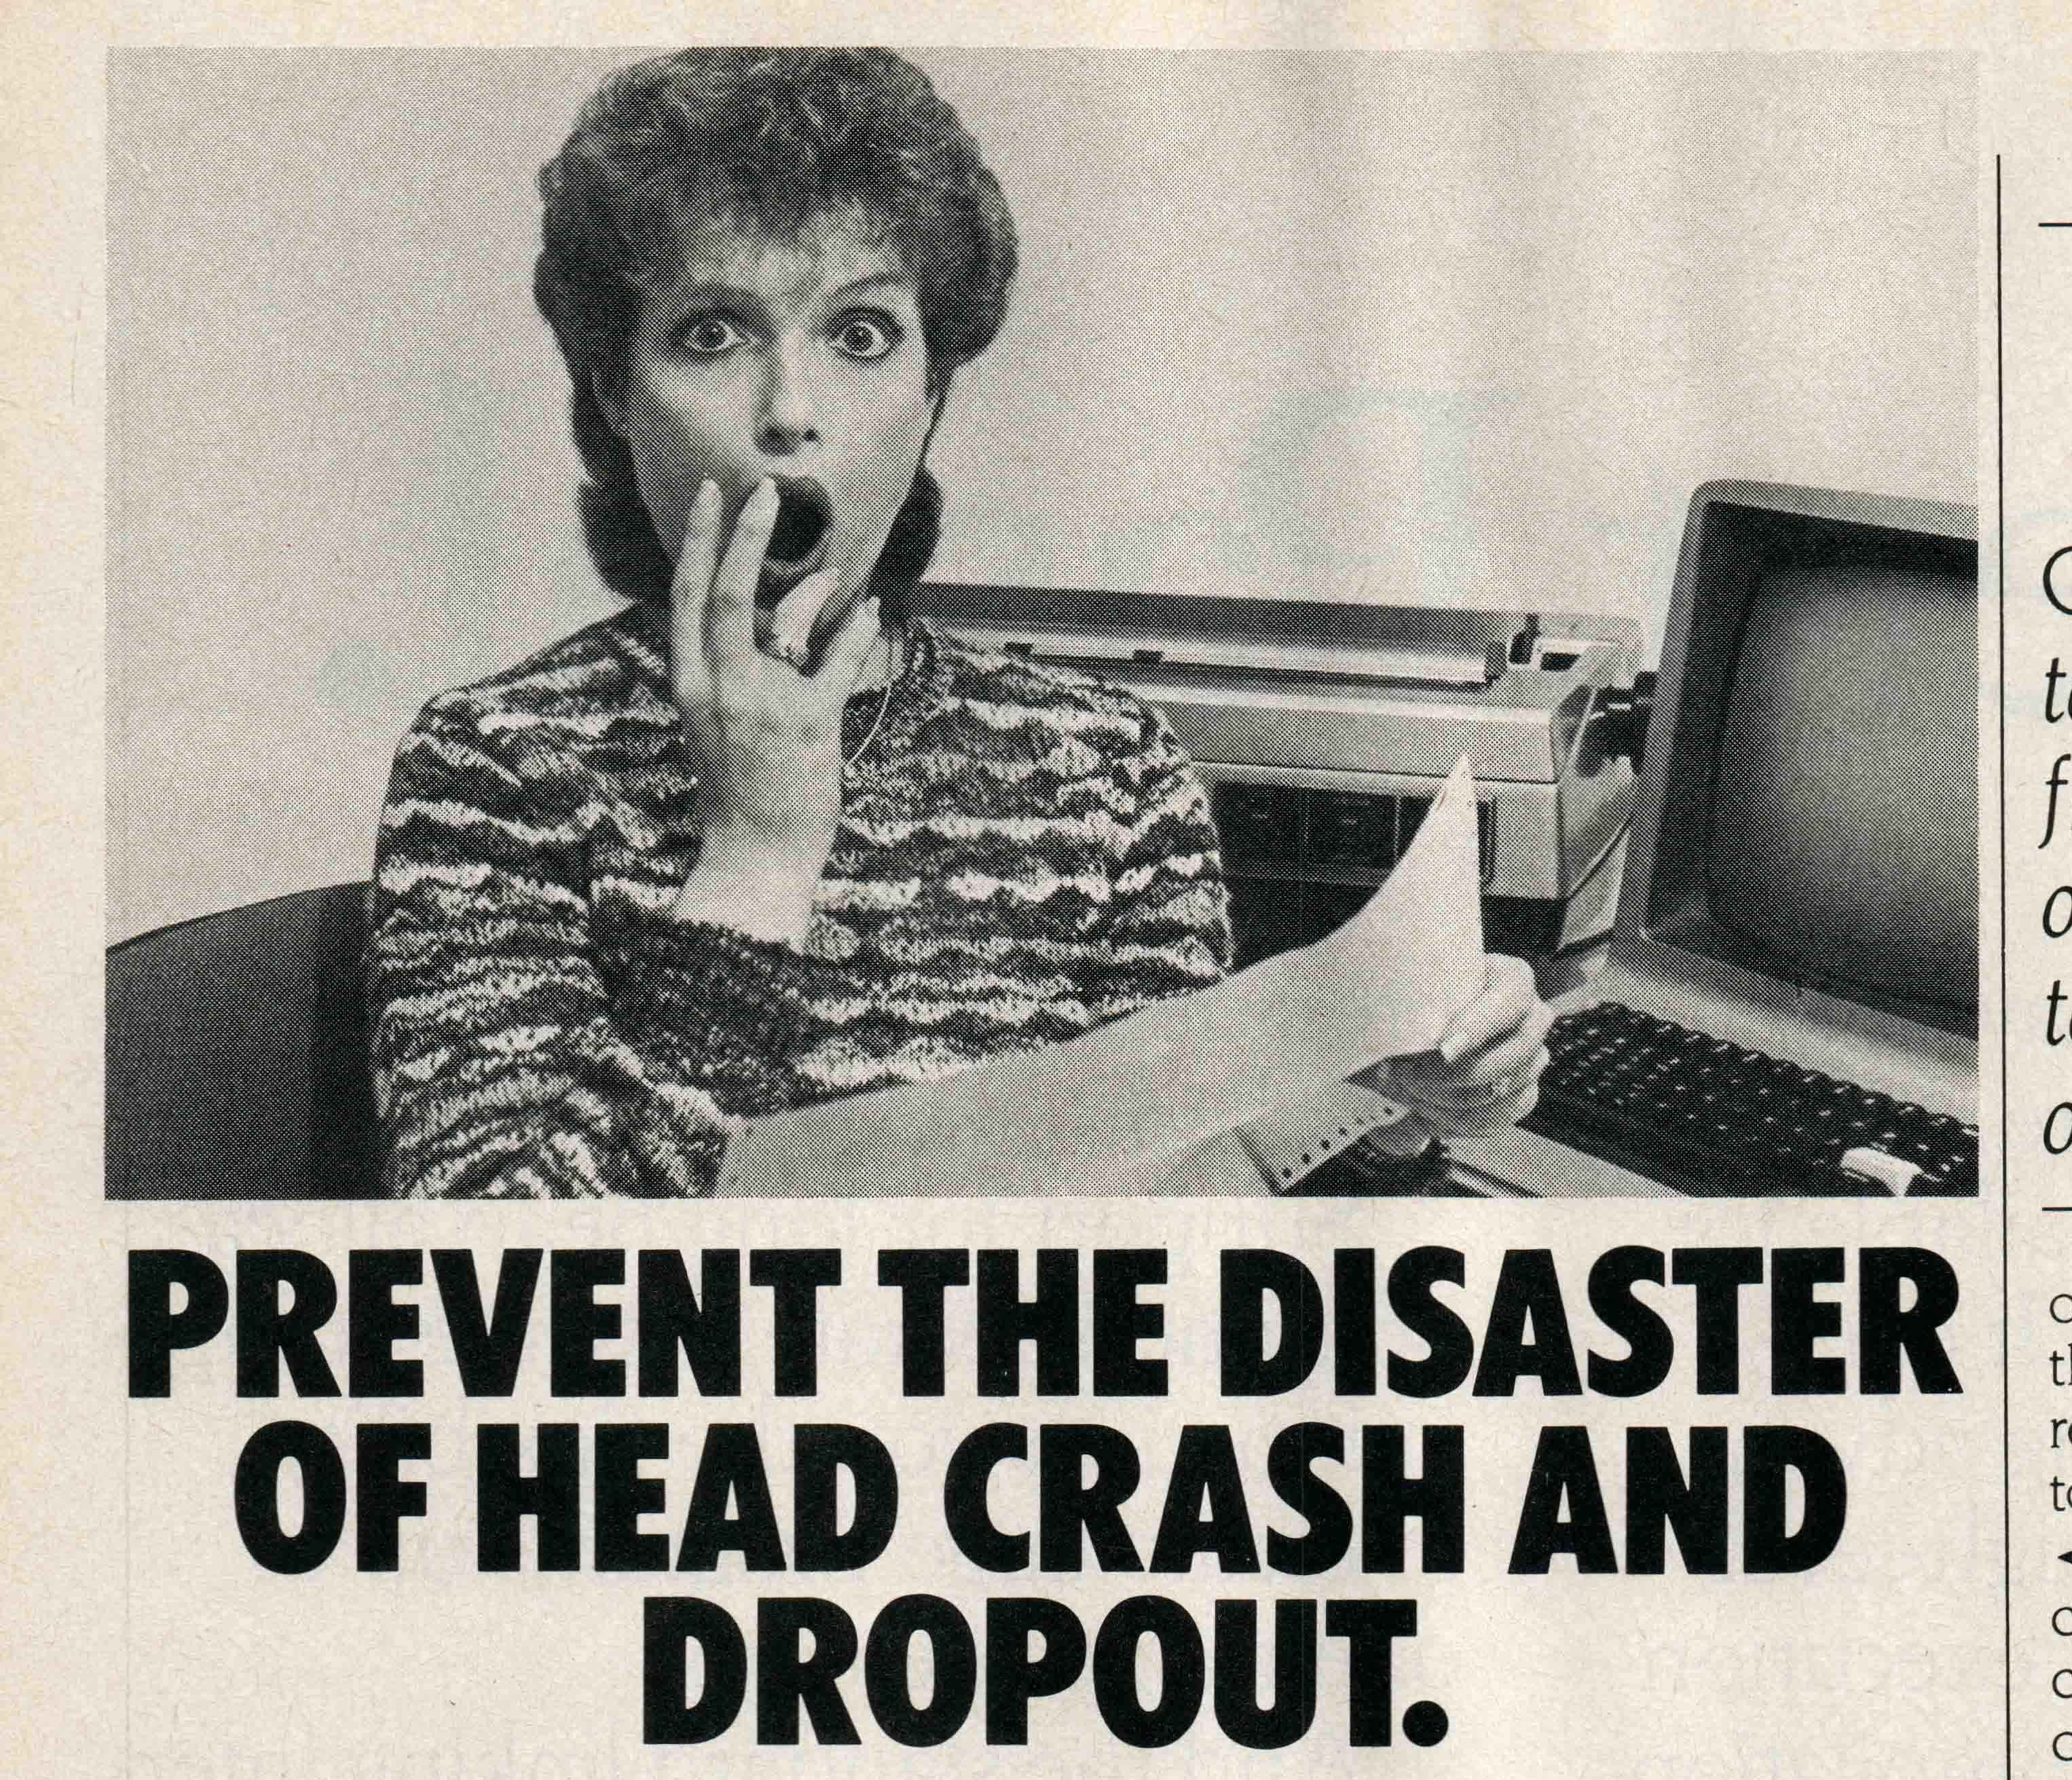 PREVENT THE DISASTER
OF HEAD CRASH AND
DROPOUT.